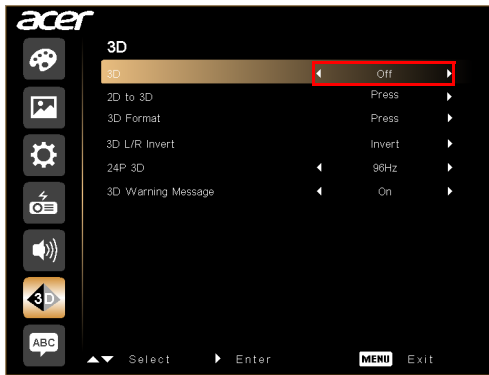 acer
3D
3D Off
2D to 3D Press
3D Format Press
3D L/R Invert Invert
24P 3D 96Hz
3D Warning Message On
3D
ABC
Select Enter MENU Exit